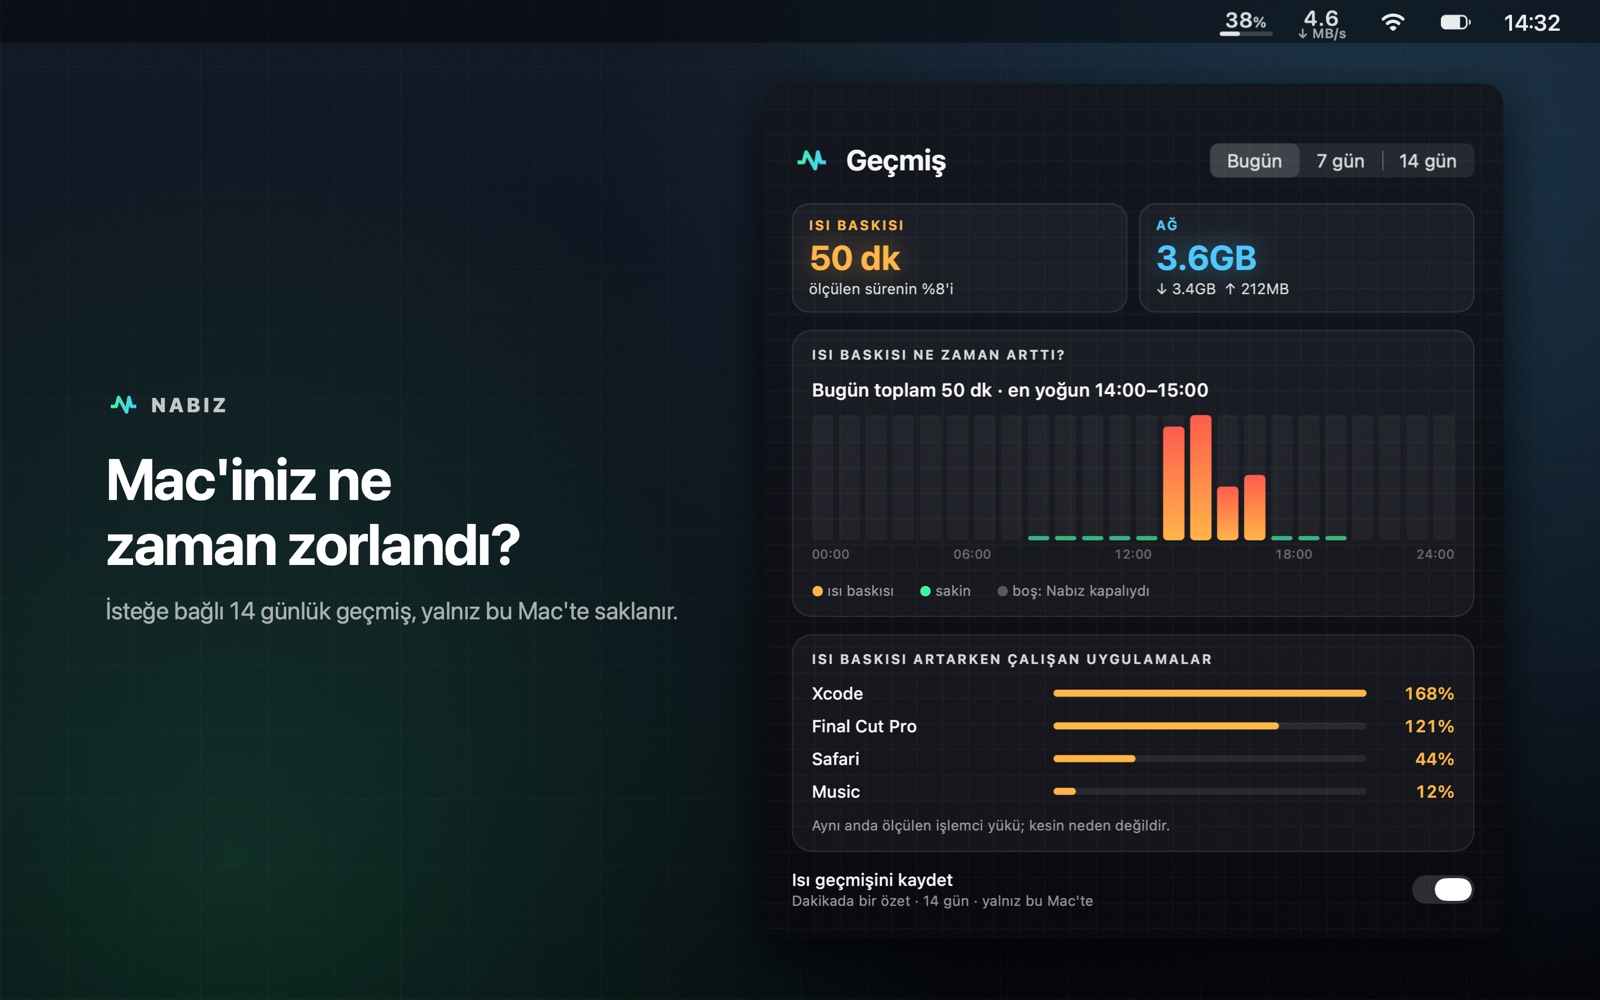 38%
4.6
↓ MB/s
14:32
NABIZ
Mac'iniz ne
zaman zorlandı?
İsteğe bağlı 14 günlük geçmiş, yalnız bu Mac'te saklanır.
Geçmiş
Bugün
7 gün
14 gün
ISI BASKISI
50 dk
ölçülen sürenin %8'i
AĞ
3.6GB
↓ 3.4GB ↑ 212MB
ISI BASKISI NE ZAMAN ARTTI?
Bugün toplam 50 dk · en yoğun 14:00–15:00
00:00
06:00
12:00
18:00
24:00
ısı baskısı
sakin
boş: Nabız kapalıydı
ISI BASKISI ARTARKEN ÇALIŞAN UYGULAMALAR
Xcode 168%
Final Cut Pro 121%
Safari 44%
Music 12%
Aynı anda ölçülen işlemci yükü; kesin neden değildir.
Isı geçmişini kaydet
Dakikada bir özet · 14 gün · yalnız bu Mac'te